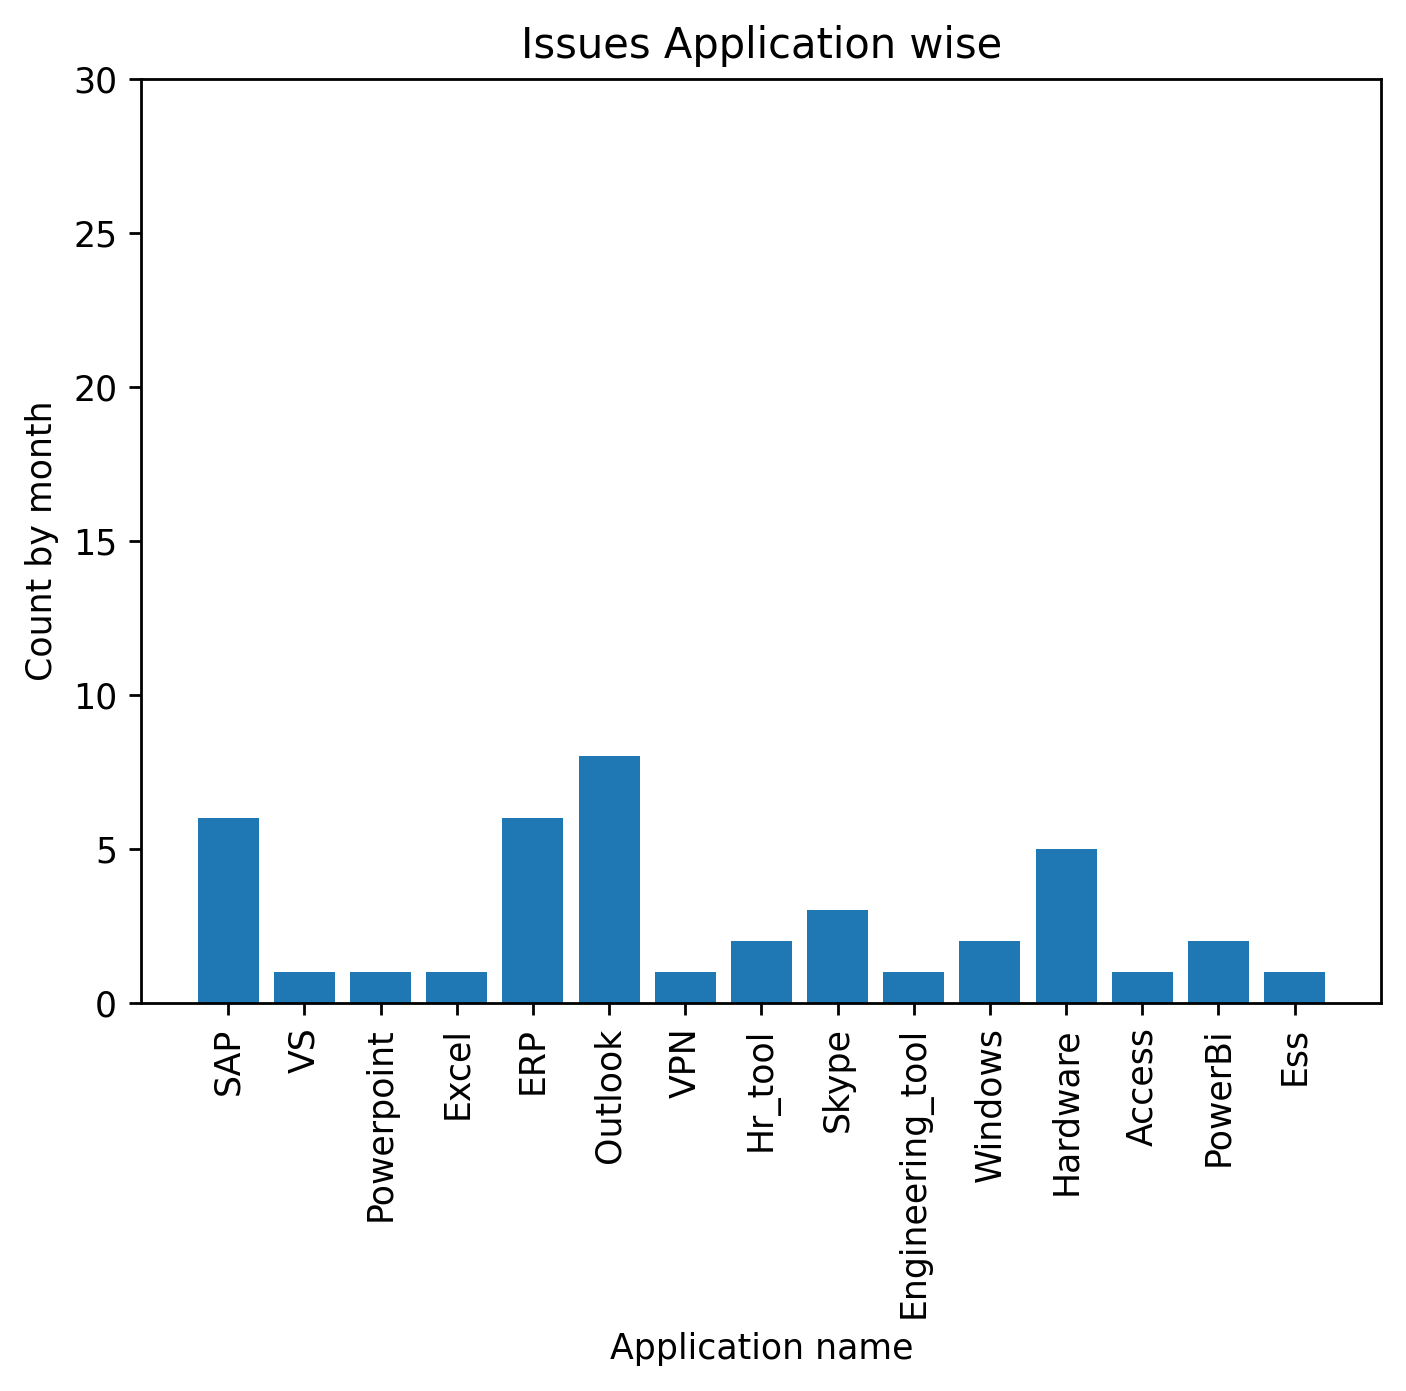 Issues Application wise
Count by month
30
25
20
15
10
5
0
SAP
VS
Powerpoint
Excel
ERP
Outlook
VPN
Hr_tool
Skype
Engineering_tool
Windows
Hardware
Access
PowerBi
Ess
Application name